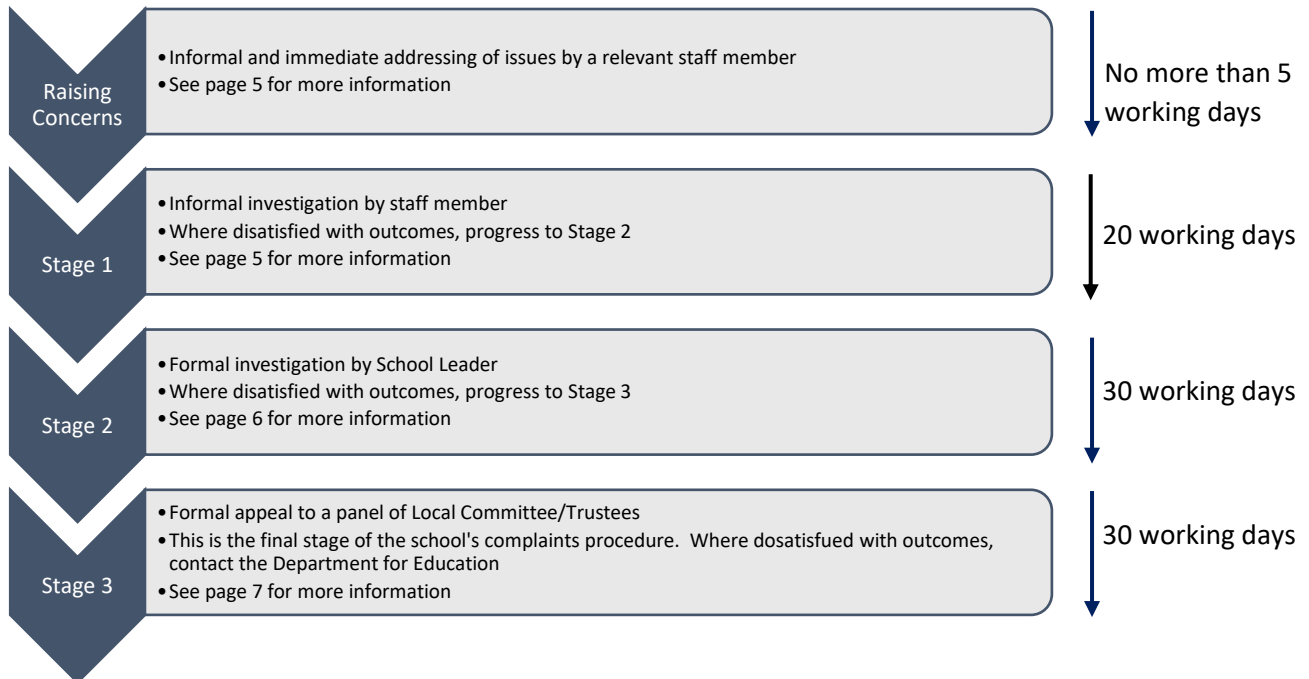 Raising
Concerns
•Informal and immediate addressing of issues by a relevant staff member
•See page 5 for more information
No more than 5
working days
Stage 1
•Informal investigation by staff member
•Where disatisfied with outcomes, progress to Stage 2
•See page 5 for more information
20 working days
Stage 2
•Formal investigation by School Leader
•Where disatisfied with outcomes, progress to Stage 3
•See page 6 for more information
30 working days
Stage 3
•Formal appeal to a panel of Local Committee/Trustees
•This is the final stage of the school's complaints procedure.  Where dosatisfued with outcomes,
contact the Department for Education
•See page 7 for more information
30 working days